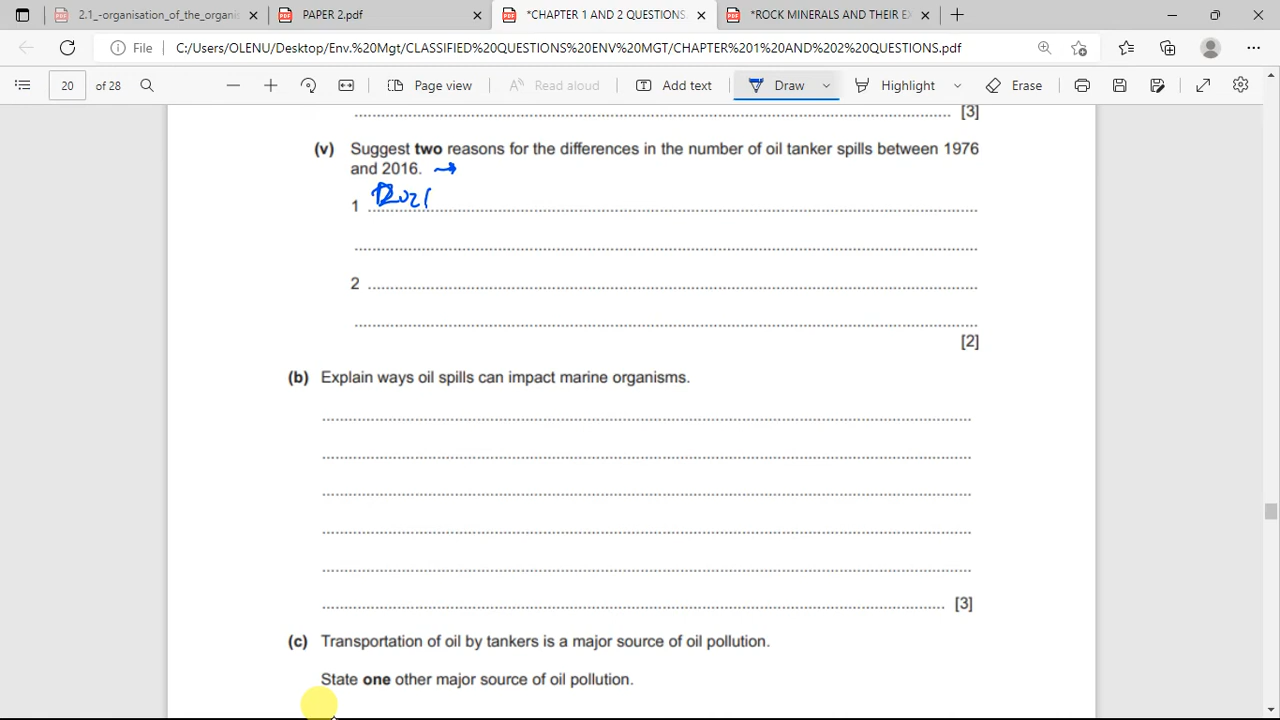 2.1_-organisation_of_the_organis
PAPER 2.pdf
*CHAPTER 1 AND 2 QUESTIONS
*ROCK MINERALS AND THEIR EX
File
C:/Users/OLENU/Desktop/Env.%20Mgt/CLASSIFIED%20QUESTIONS%20ENV%20MGT/CHAPTER%201%20AND%202%20QUESTIONS.pdf
20 of 28
Page view
Read aloud
Add text
Draw
Highlight
Erase
[3]
(v) Suggest two reasons for the differences in the number of oil tanker spills between 1976
and 2016. →
1
2
[2]
(b) Explain ways oil spills can impact marine organisms.
[3]
(c) Transportation of oil by tankers is a major source of oil pollution.
State one other major source of oil pollution.